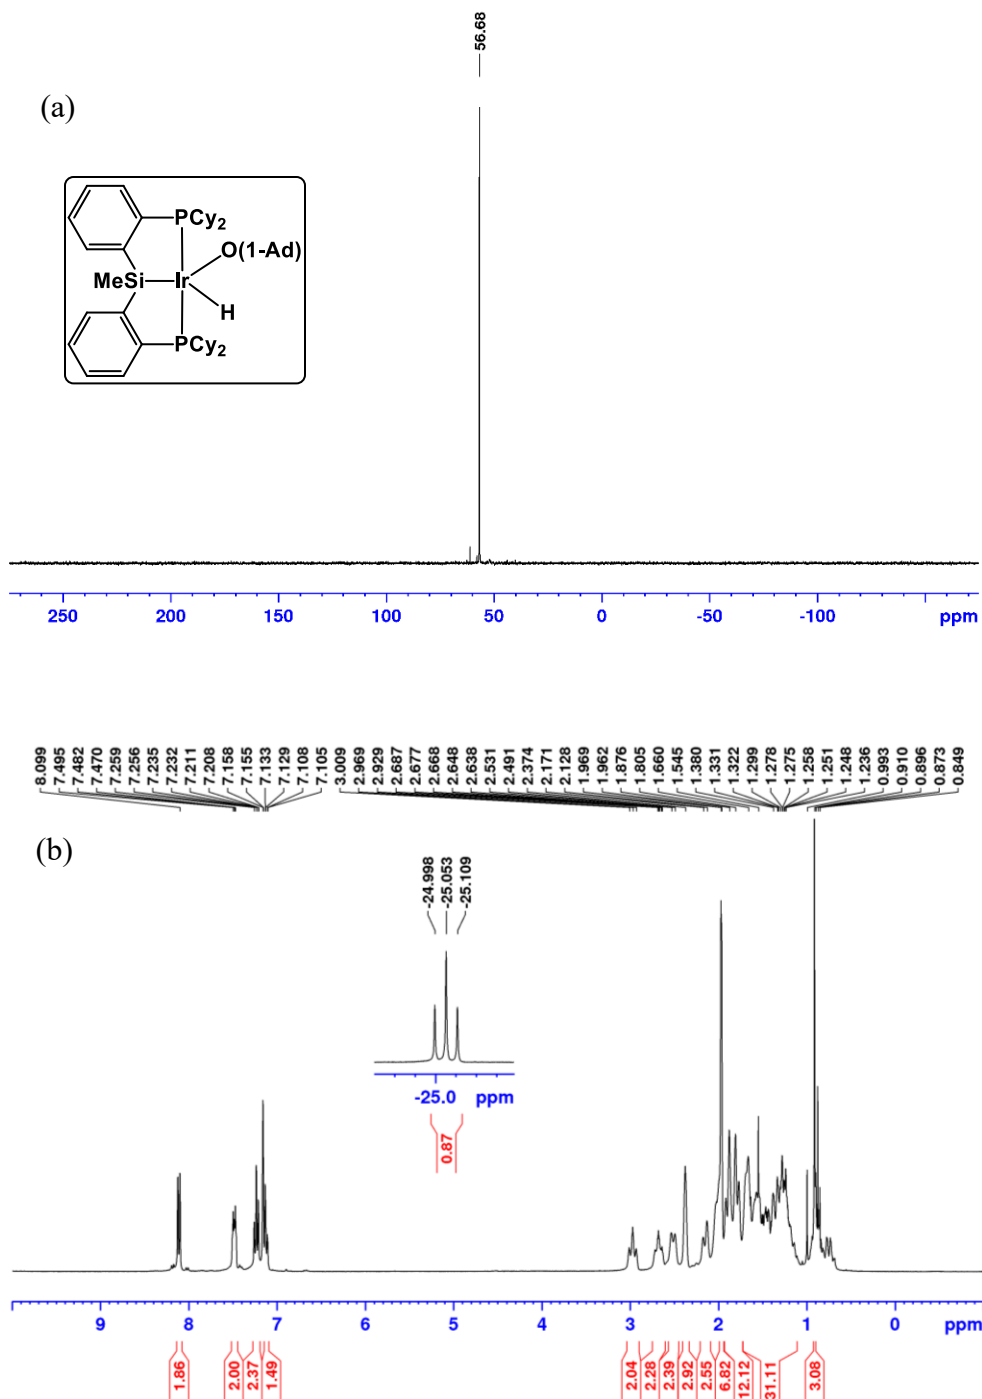 56.68
(a)
PCy2
O(1-Ad)
MeSi Ir
H
PCy2
250 200 150 100 50 0 -50 -100 ppm
8.099 7.495 7.482 7.470 7.259 7.256 7.235 7.232 7.211 7.208 7.158 7.155 7.133 7.129 7.108 7.105 3.009 2.969 2.929 2.687 2.677 2.668 2.648 2.638 2.531 2.491 2.374 2.171 2.128 1.969 1.962 1.876 1.805 1.660 1.545 1.380 1.331 1.322 1.299 1.278 1.275 1.258 1.251 1.248 1.236 0.993 0.910 0.896 0.873 0.849
(b)
-24.998 -25.053 -25.109
-25.0 ppm
0.87
9 8 7 6 5 4 3 2 1 0 ppm
1.86 2.00 2.37 1.49 2.04 2.28 2.39 2.92 2.55 6.82 12.12 31.11 3.08